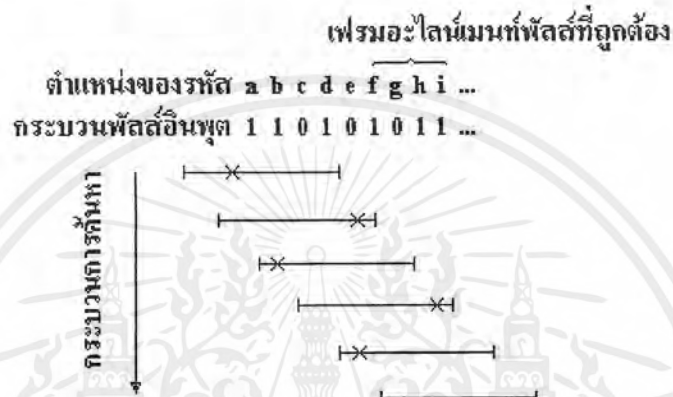 เฟรมอะไลน์เมนท์พัลส์ที่ถูกต้อง
ตำแหน่งของรหัส a b c d e f g h i ...
กระบวนพัลส์อินพุต 1 1 0 1 0 1 0 1 1 ...
กระบวนการค้นหา